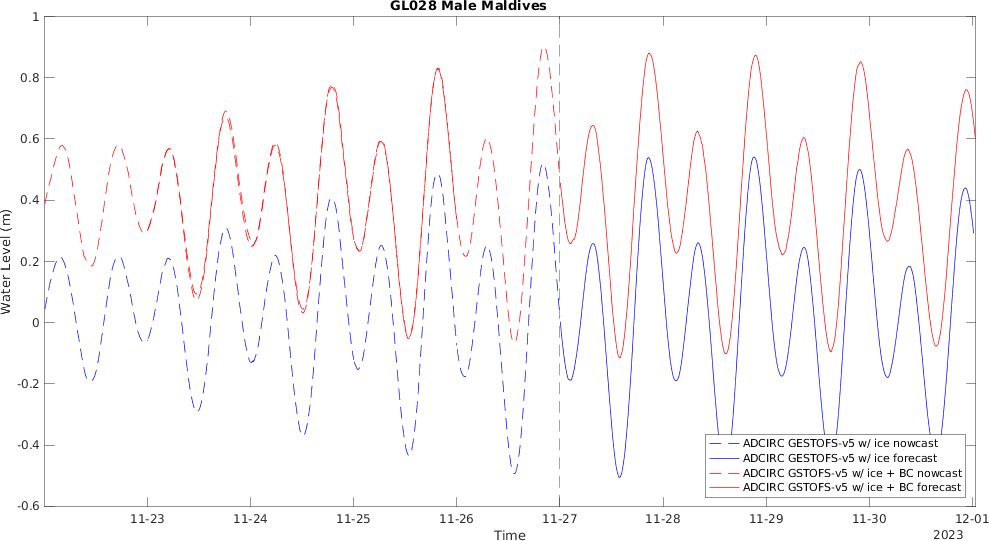 GL028 Male Maldives
1
0.8
0.6
0.4
0.2
0
-0.2
-0.4
-0.6
Water Level (m)
11-23 11-24 11-25 11-26 11-27 11-28 11-29 11-30 12-01
Time
2023
ADCIRC GESTOFS-v5 w/ ice nowcast
ADCIRC GESTOFS-v5 w/ ice forecast
ADCIRC GSTOFS-v5 w/ ice + BC nowcast
ADCIRC GSTOFS-v5 w/ ice + BC forecast